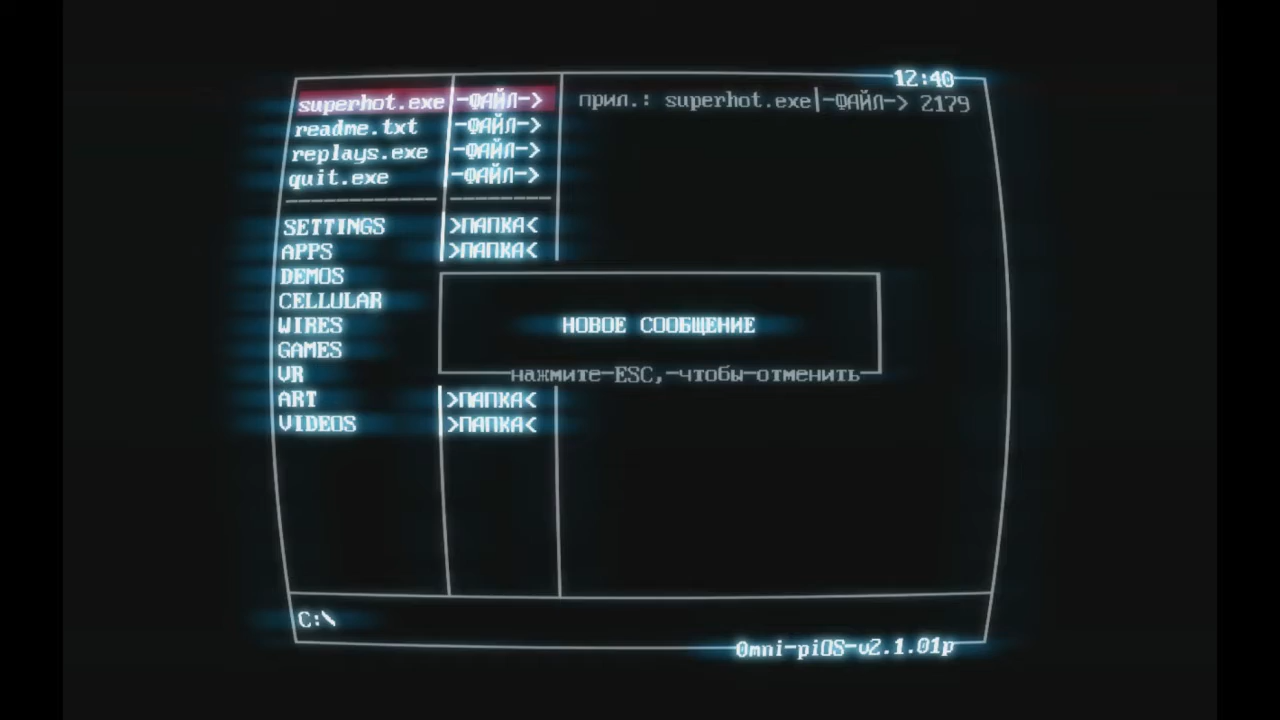 12:40
superhot.exe -ФАЙЛ-> прил.: superhot.exe|-ФАЙЛ-> 2179
readme.txt -ФАЙЛ->
replays.exe -ФАЙЛ->
quit.exe -ФАЙЛ->
SETTINGS >ПАПКА<
APPS >ПАПКА<
DEMOS
CELLULAR
WIRES
НОВОЕ СООБЩЕНИЕ
GAMES
VR
нажмите-ESC,-чтобы-отменить
ART >ПАПКА<
VIDEOS >ПАПКА<
C:\
Omni-piOS-v2.1.01p